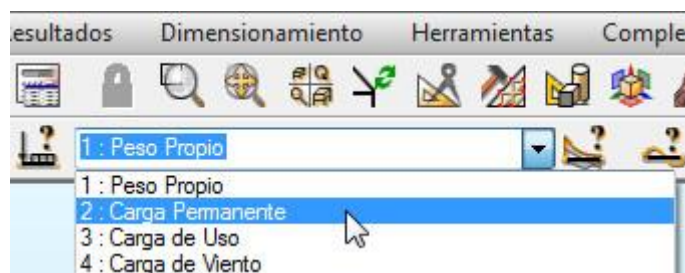 esultados Dimensionamiento Herramientas Comple
1 : Peso Propio
1 : Peso Propio
2 : Carga Permanente
3 : Carga de Uso
4 : Carga de Viento